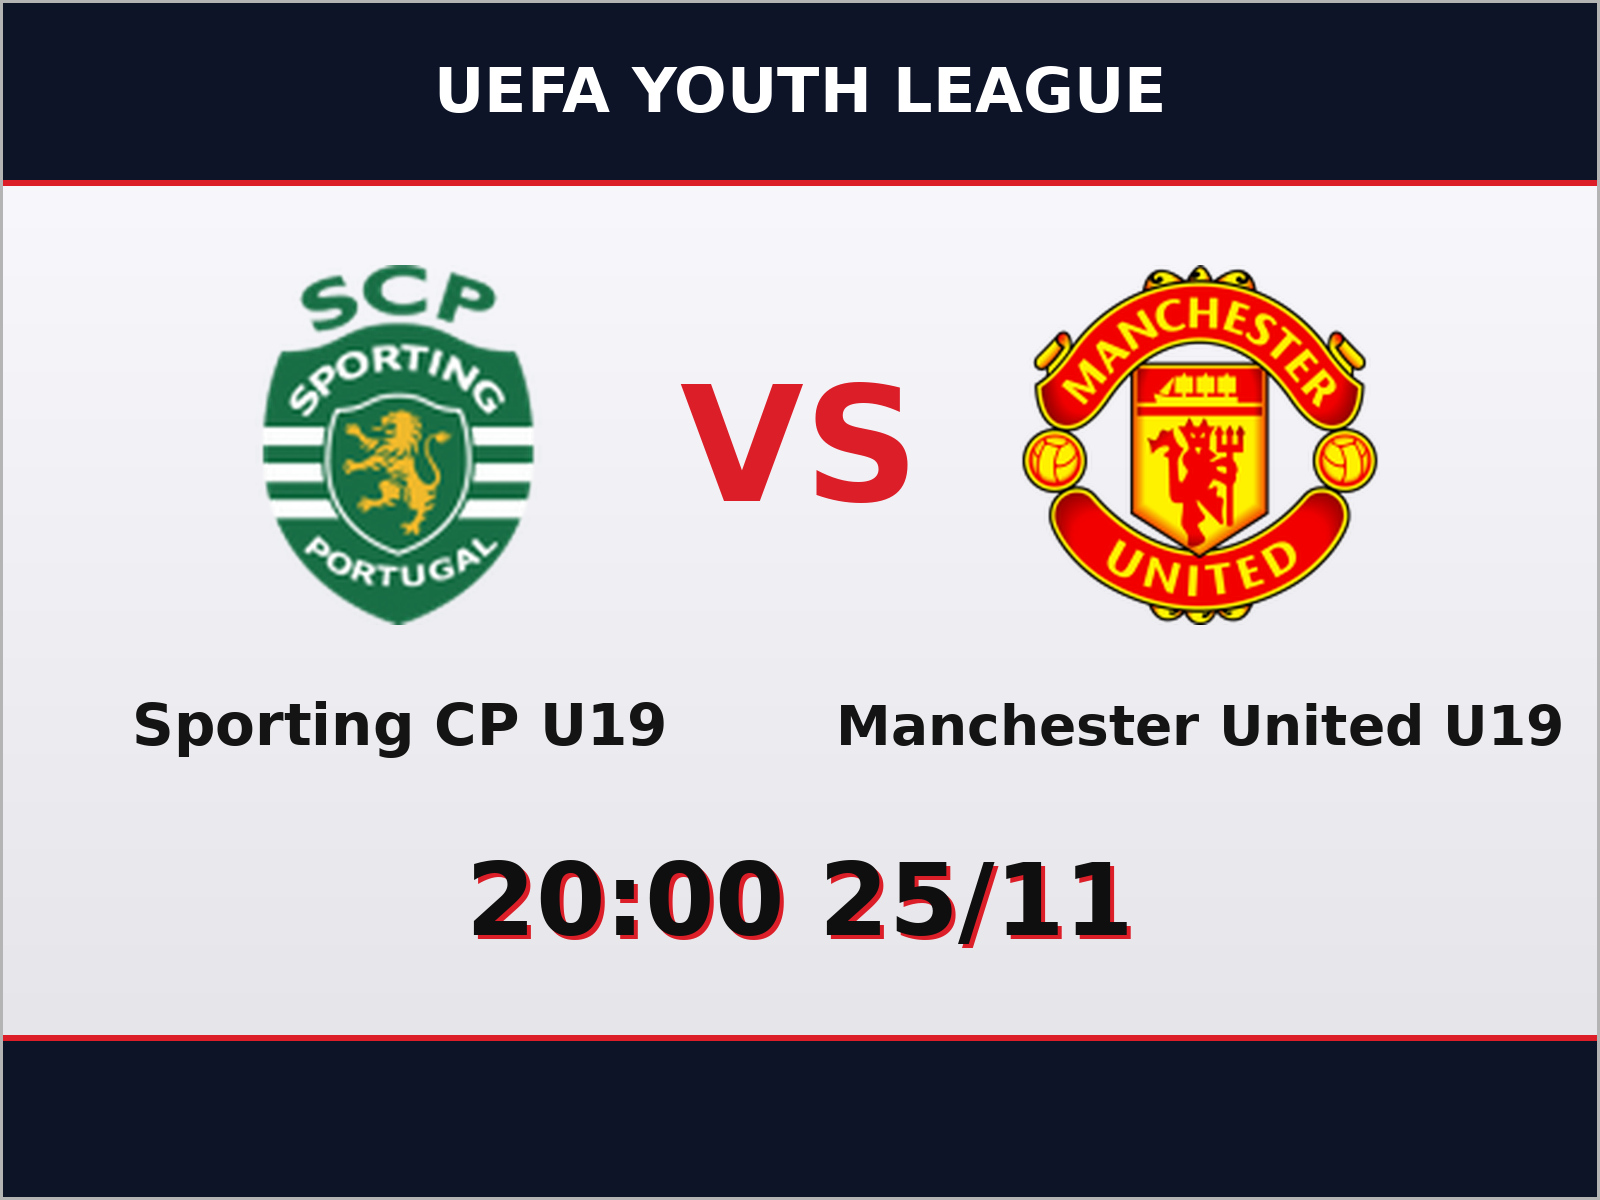 UEFA YOUTH LEAGUE
SCP
SPORTING
PORTUGAL
VS
MANCHESTER
UNITED
Sporting CP U19
Manchester United U19
20:00 25/11